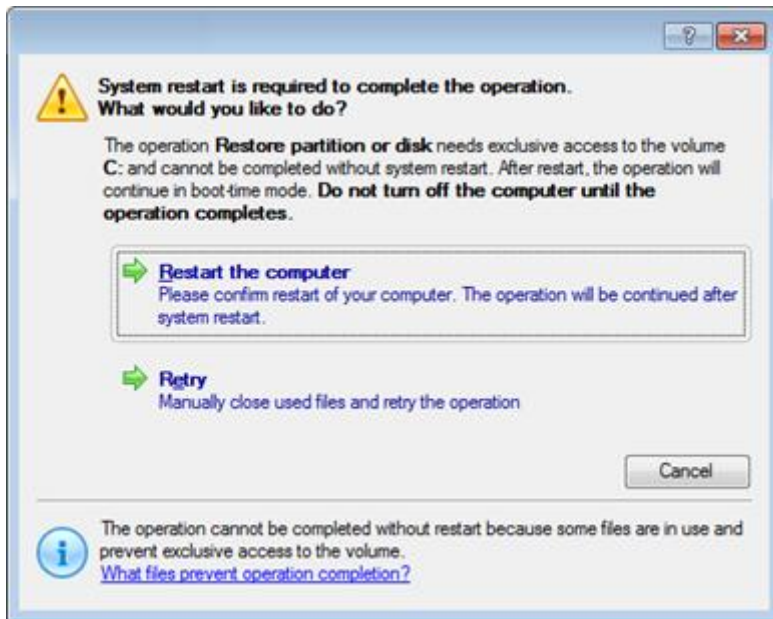 System restart is required to complete the operation.
What would you like to do?
The operation Restore partition or disk needs exclusive access to the volume
C: and cannot be completed without system restart. After restart, the operation will
continue in boot-time mode. Do not turn off the computer until the
operation completes.
Restart the computer
Please confirm restart of your computer. The operation will be continued after
system restart.
Retry
Manually close used files and retry the operation
Cancel
The operation cannot be completed without restart because some files are in use and
prevent exclusive access to the volume.
What files prevent operation completion?